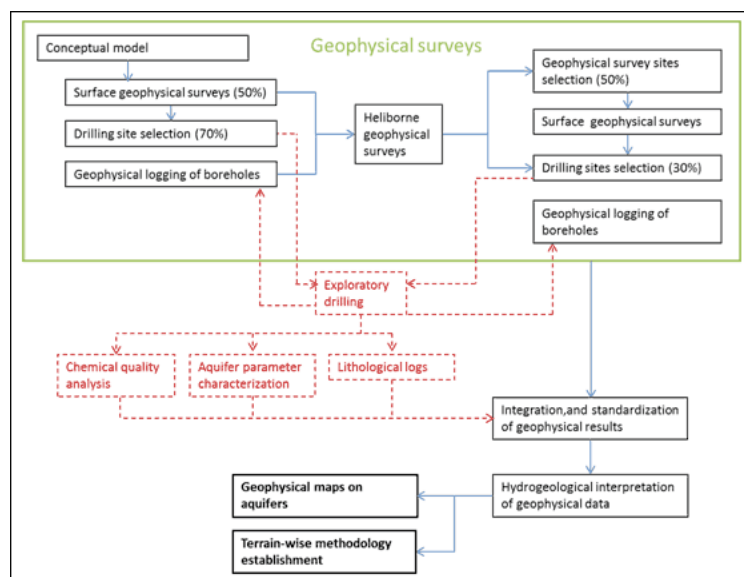 Geophysical surveys
Conceptual model
Surface geophysical surveys (50%)
Drilling site selection (70%)
Geophysical logging of boreholes
Heliborne
geophysical
surveys
Geophysical survey sites
selection (50%)
Surface geophysical surveys
Drilling sites selection (30%)
Geophysical logging of
boreholes
Exploratory
drilling
Chemical quality
analysis
Aquifer parameter
characterization
Lithological logs
Integration,and standardization
of geophysical results
Hydrogeological interpretation
of geophysical data
Geophysical maps on
aquifers
Terrain-wise methodology
establishment